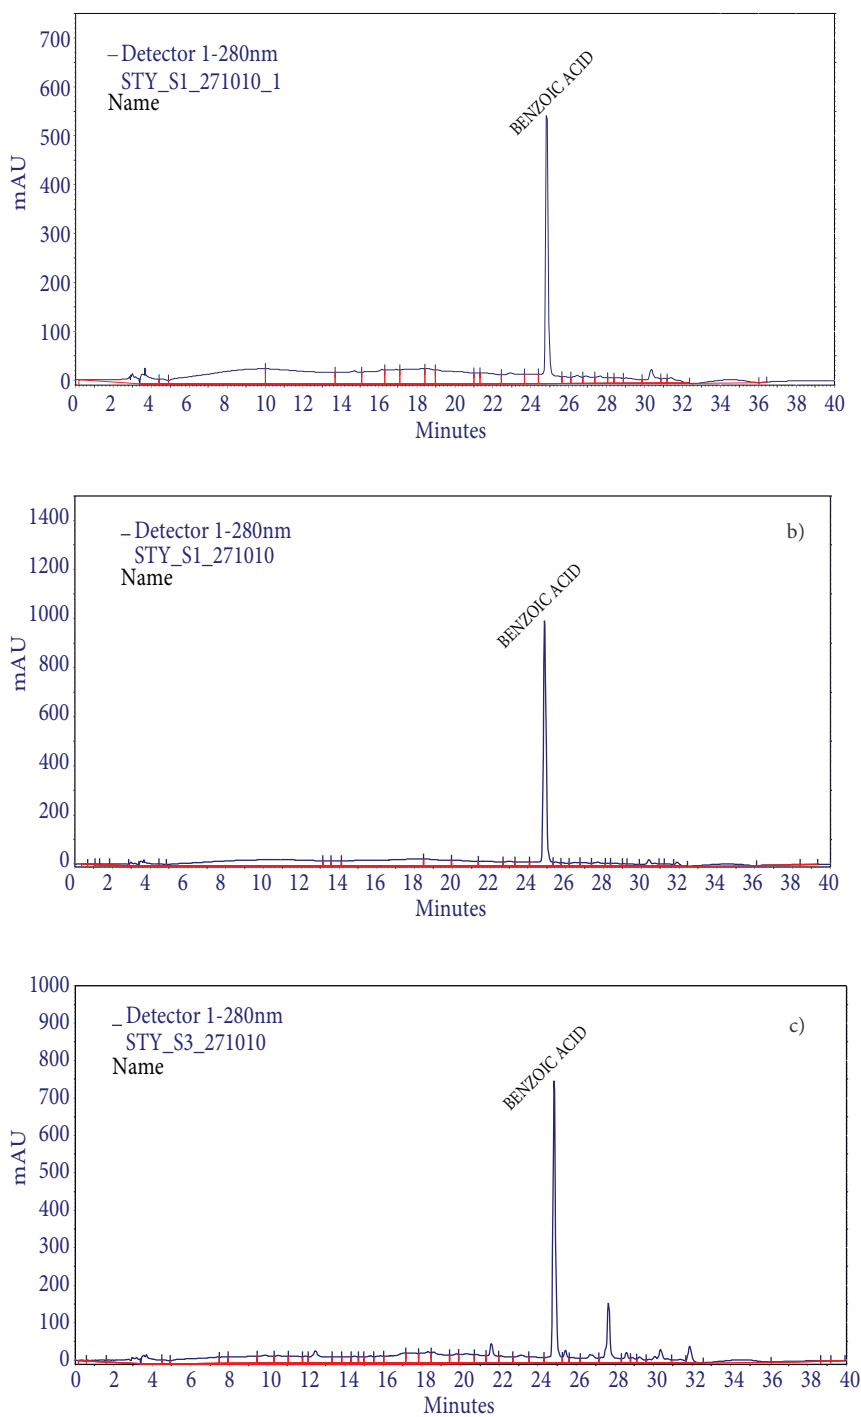 700
600
500
400
300
200
100
0
mAU
– Detector 1-280nm
STY_S1_271010_1
Name
BENZOIC ACID
0 2 4 6 8 10 12 14 16 18 20 22 24 26 28 30 32 34 36 38 40
Minutes
1400
1200
1000
800
600
400
200
0
mAU
– Detector 1-280nm
STY_S1_271010
Name
BENZOIC ACID
b)
0 2 4 6 8 10 12 14 16 18 20 22 24 26 28 30 32 34 36 38 40
Minutes
1000
900
800
700
600
500
400
300
200
100
0
mAU
– Detector 1-280nm
STY_S3_271010
Name
BENZOIC ACID
c)
0 2 4 6 8 10 12 14 16 18 20 22 24 26 28 30 32 34 36 38 40
Minutes